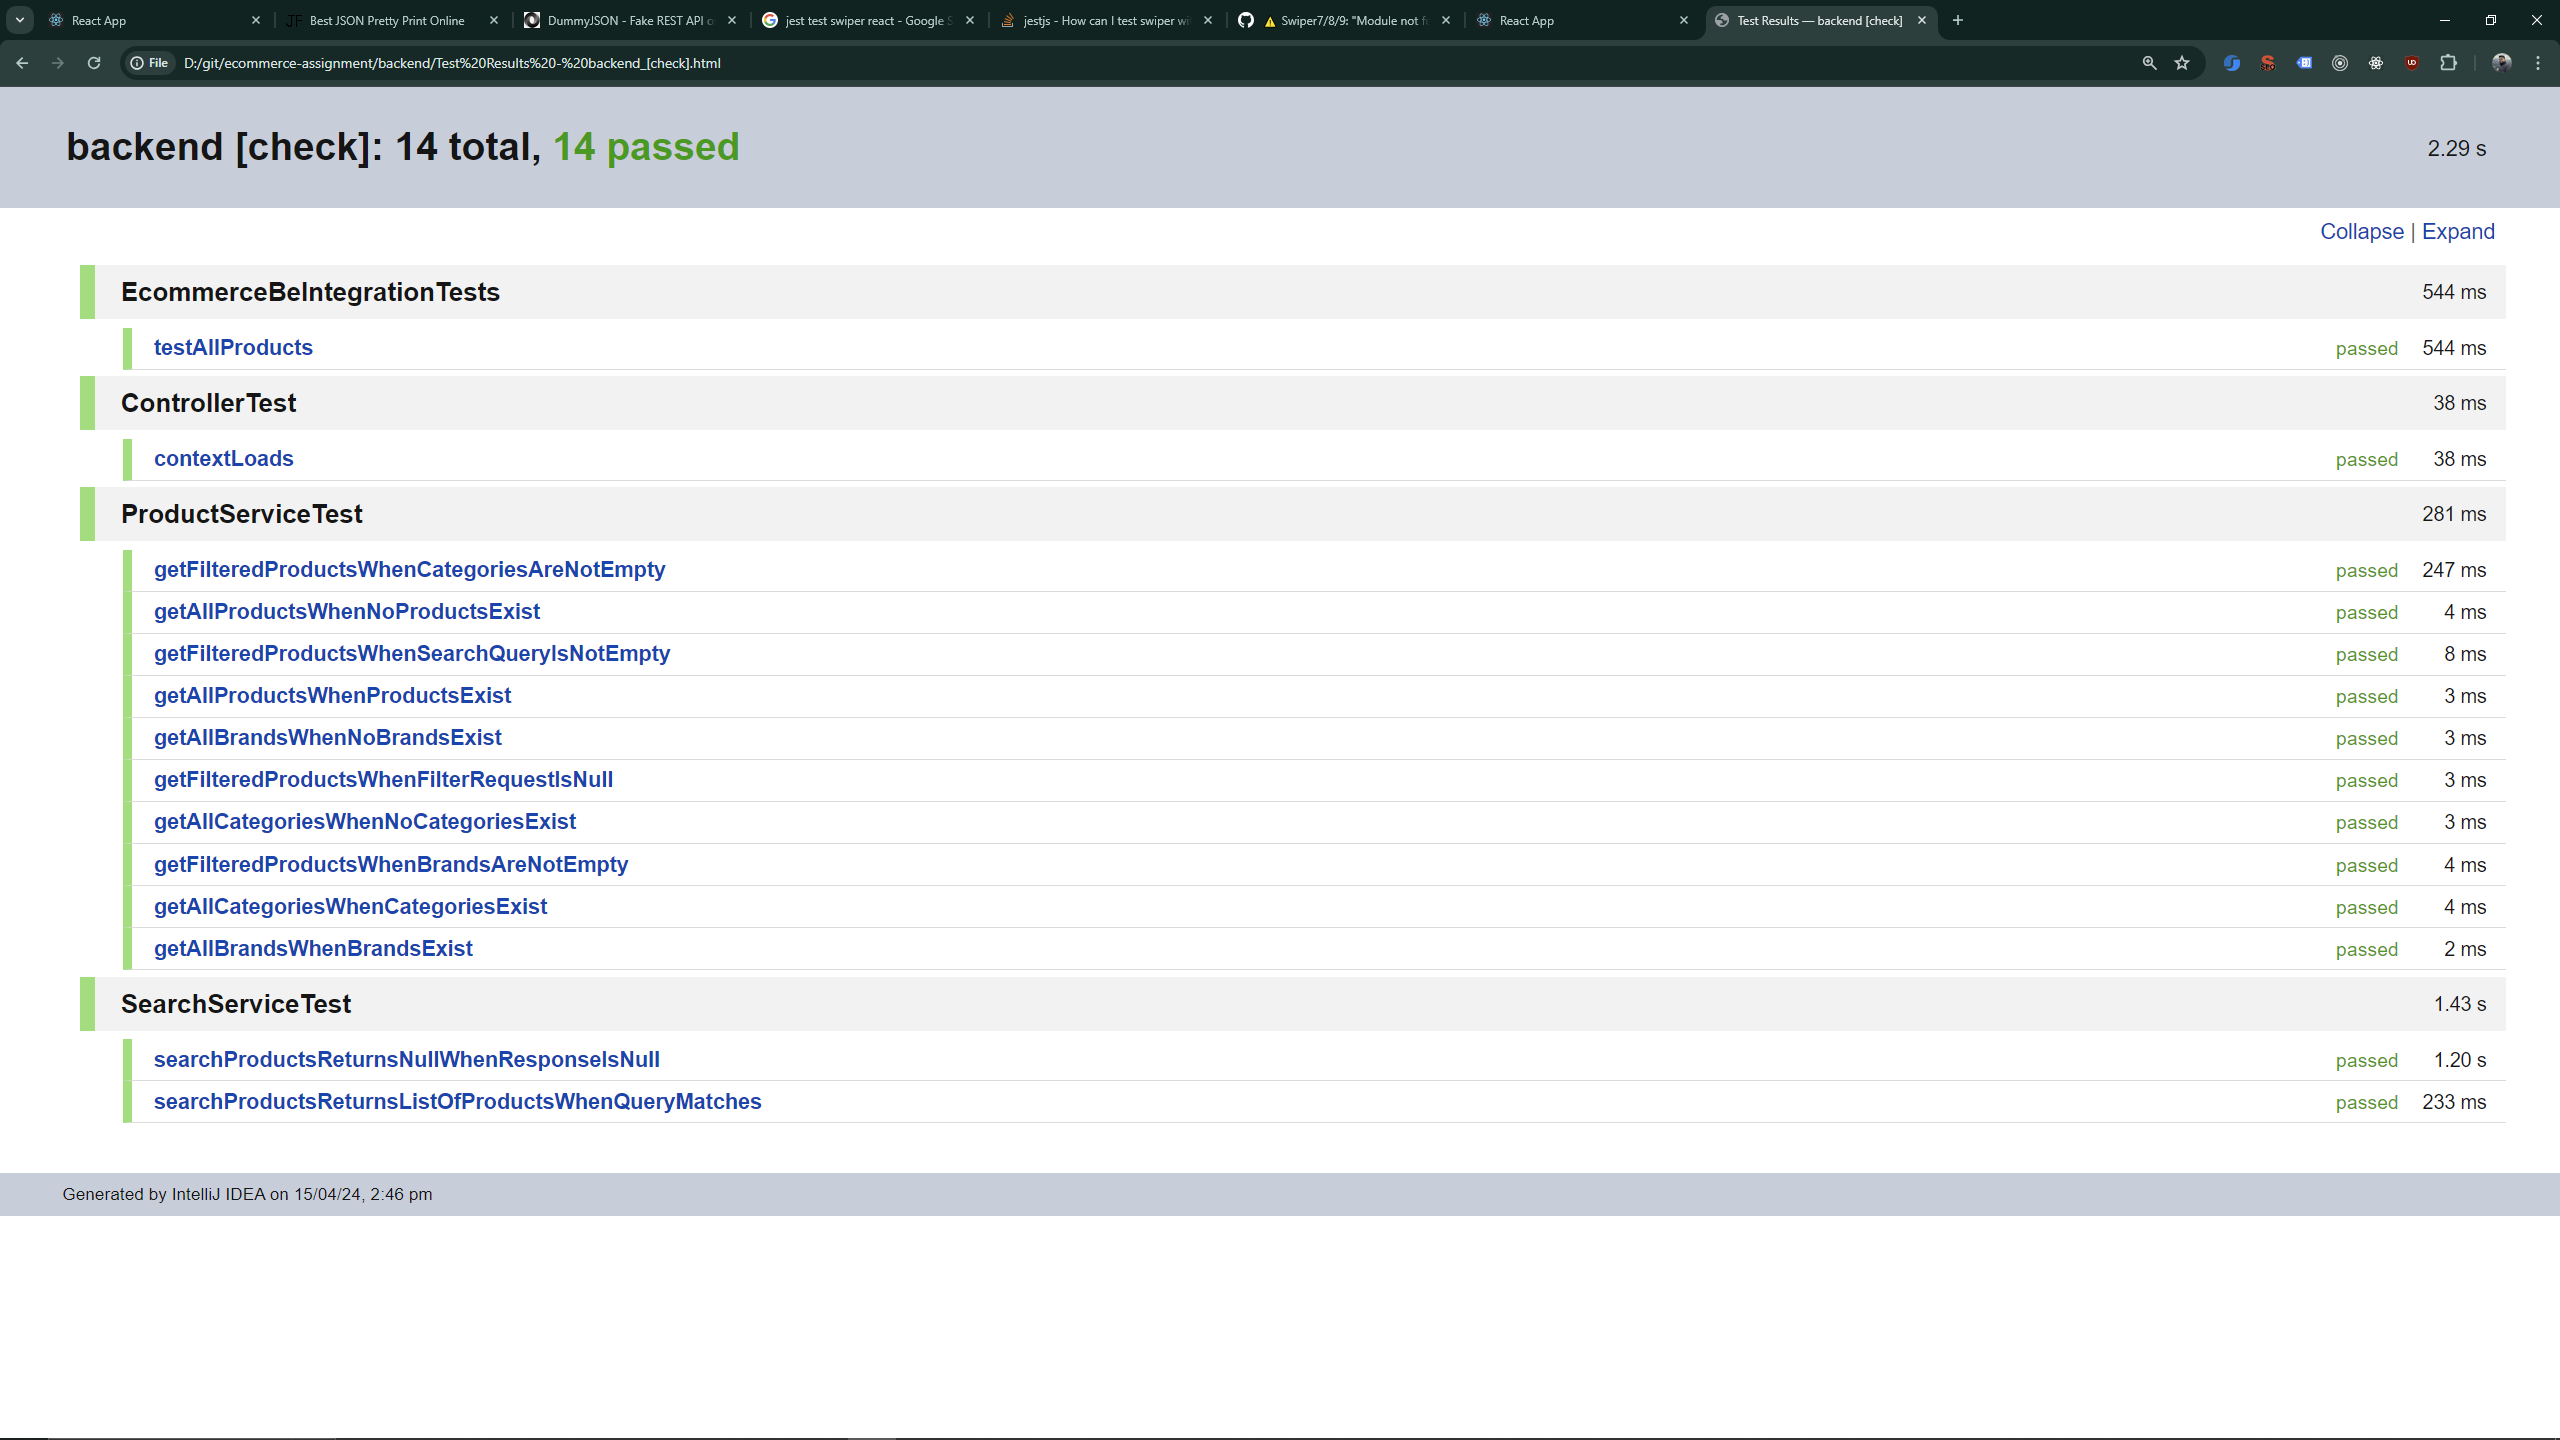 React App
Best JSON Pretty Print Online
DummyJSON - Fake REST API o
jest test swiper react - Google S
jestjs - How can I test swiper wi
Swiper7/8/9: "Module not f
React App
Test Results — backend [check]
File
D:/git/ecommerce-assignment/backend/Test%20Results%20-%20backend_[check].html
backend [check]: 14 total, 14 passed
2.29 s
Collapse | Expand
EcommerceBeIntegrationTests 544 ms
testAllProducts passed 544 ms
ControllerTest 38 ms
contextLoads passed 38 ms
ProductServiceTest 281 ms
getFilteredProductsWhenCategoriesAreNotEmpty passed 247 ms
getAllProductsWhenNoProductsExist passed 4 ms
getFilteredProductsWhenSearchQueryIsNotEmpty passed 8 ms
getAllProductsWhenProductsExist passed 3 ms
getAllBrandsWhenNoBrandsExist passed 3 ms
getFilteredProductsWhenFilterRequestIsNull passed 3 ms
getAllCategoriesWhenNoCategoriesExist passed 3 ms
getFilteredProductsWhenBrandsAreNotEmpty passed 4 ms
getAllCategoriesWhenCategoriesExist passed 4 ms
getAllBrandsWhenBrandsExist passed 2 ms
SearchServiceTest 1.43 s
searchProductsReturnsNullWhenResponseIsNull passed 1.20 s
searchProductsReturnsListOfProductsWhenQueryMatches passed 233 ms
Generated by IntelliJ IDEA on 15/04/24, 2:46 pm